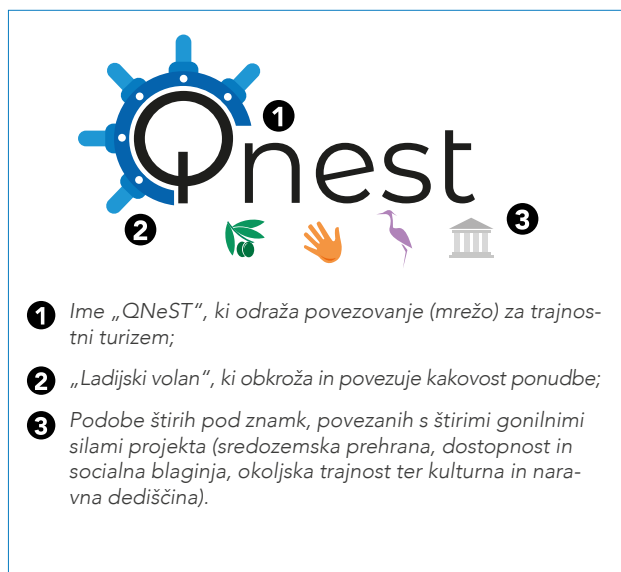 Qnest
1
2
3
1 Ime „QNeST“, ki odraža povezovanje (mrežo) za trajnos-
tni turizem;
2 „Ladijski volan“, ki obkroža in povezuje kakovost ponudbe;
3 Podobe štirih pod znamk, povezanih s štirimi gonilnimi
silami projekta (sredozemska prehrana, dostopnost in
socialna blaginja, okoljska trajnost ter kulturna in nara-
vna dediščina).